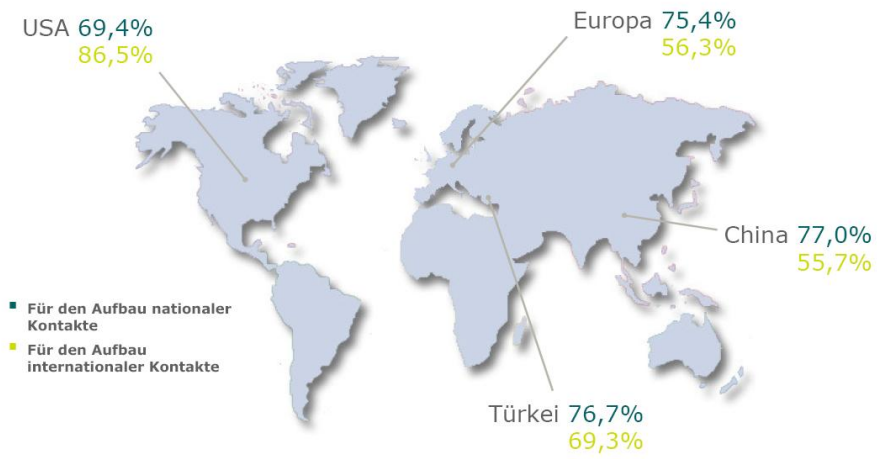 USA 69,4%
86,5%
Europa 75,4%
56,3%
China 77,0%
55,7%
Für den Aufbau nationaler
Kontakte
Für den Aufbau
internationaler Kontakte
Türkei 76,7%
69,3%